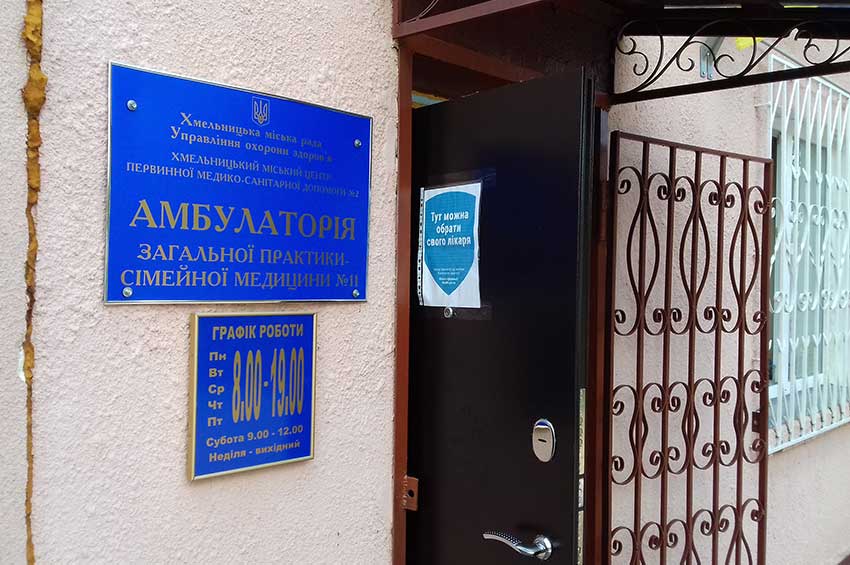 Хмельницька міська рада
Управління охорони здоров'я
ХМЕЛЬНИЦЬКИЙ МІСЬКИЙ ЦЕНТР
ПЕРВИННОЇ МЕДИКО-САНІТАРНОЇ ДОПОМОГИ №2
АМБУЛАТОРІЯ
ЗАГАЛЬНОЇ ПРАКТИКИ-
СІМЕЙНОЇ МЕДИЦИНИ №11
ГРАФІК РОБОТИ
Пн
Вт
Ср
Чт
Пт
8.00-19.00
Субота 9.00 - 12.00
Неділя - вихідний
Тут можна
обрати
свого лікаря